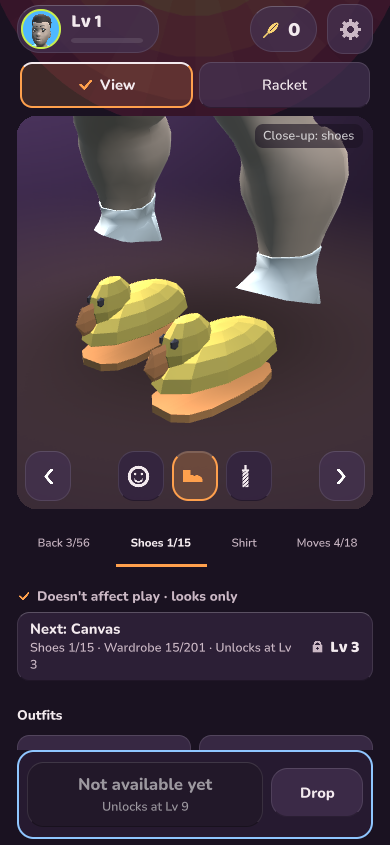 Lv 1
0
View
Racket
Close-up: shoes
Back 3/56
Shoes 1/15
Shirt
Moves 4/18
Doesn't affect play · looks only
Next: Canvas
Shoes 1/15 · Wardrobe 15/201 · Unlocks at Lv
3
Lv 3
Outfits
Not available yet
Unlocks at Lv 9
Drop